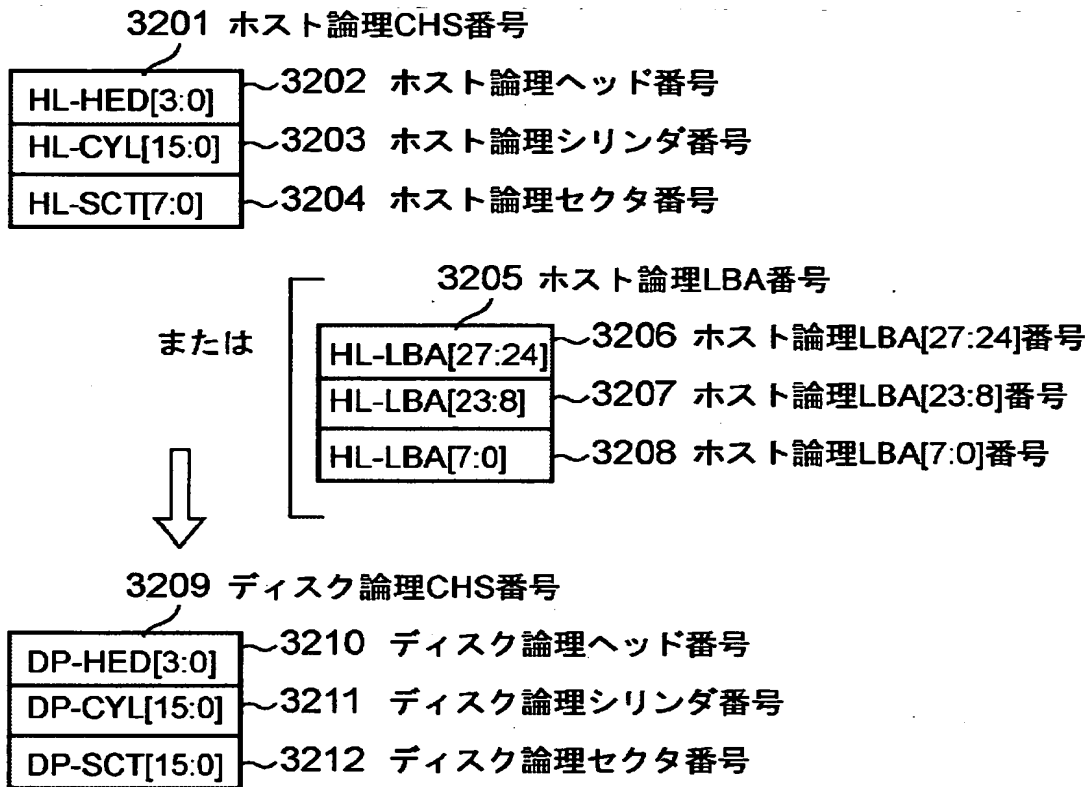 3201 ホスト論理CHS番号
HL-HED[3:0]
3202 ホスト論理ヘッド番号
HL-CYL[15:0]
3203 ホスト論理シリンダ番号
HL-SCT[7:0]
3204 ホスト論理セクタ番号
または
3205 ホスト論理LBA番号
HL-LBA[27:24]
3206 ホスト論理LBA[27:24]番号
HL-LBA[23:8]
3207 ホスト論理LBA[23:8]番号
HL-LBA[7:0]
3208 ホスト論理LBA[7:0]番号
3209 ディスク論理CHS番号
DP-HED[3:0]
3210 ディスク論理ヘッド番号
DP-CYL[15:0]
3211 ディスク論理シリンダ番号
DP-SCT[15:0]
3212 ディスク論理セクタ番号